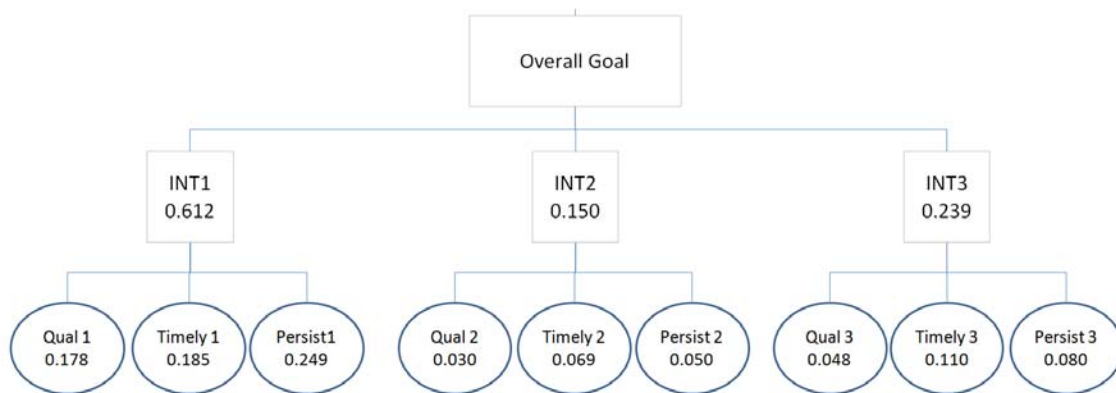 Overall Goal
INT1
0.612
INT2
0.150
INT3
0.239
Qual 1
0.178
Timely 1
0.185
Persist1
0.249
Qual 2
0.030
Timely 2
0.069
Persist 2
0.050
Qual 3
0.048
Timely 3
0.110
Persist 3
0.080